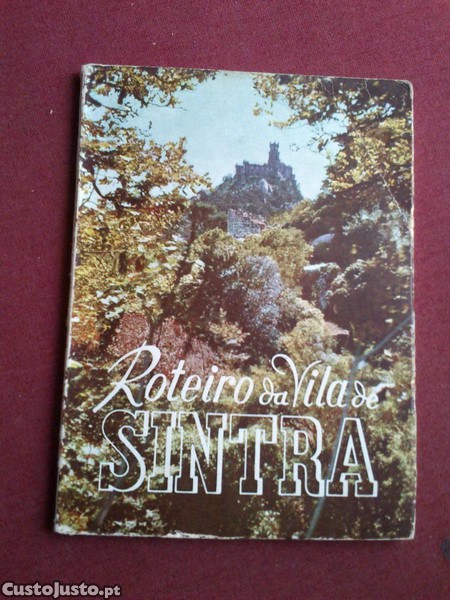 Roteiro da Vila de
SINTRA
CustoJusto.pt